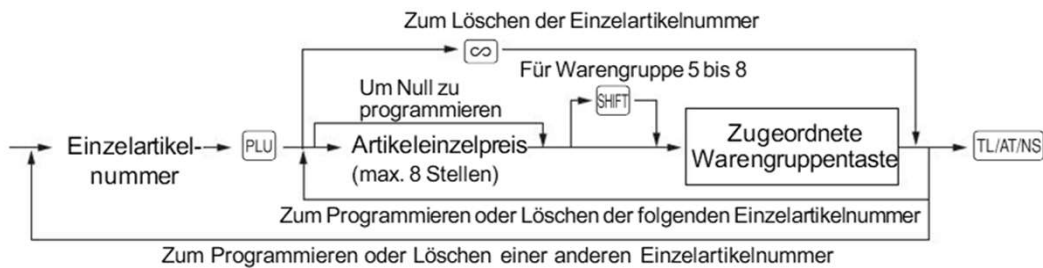 Zum Löschen der Einzelartikelnummer
∞
Für Warengruppe 5 bis 8
Um Null zu
programmieren
SHIFT
Einzelartikel-
nummer
PLU
Artikeleinzelpreis
(max. 8 Stellen)
Zugeordnete
Warengruppentaste
TL/AT/NS
Zum Programmieren oder Löschen der folgenden Einzelartikelnummer
Zum Programmieren oder Löschen einer anderen Einzelartikelnummer